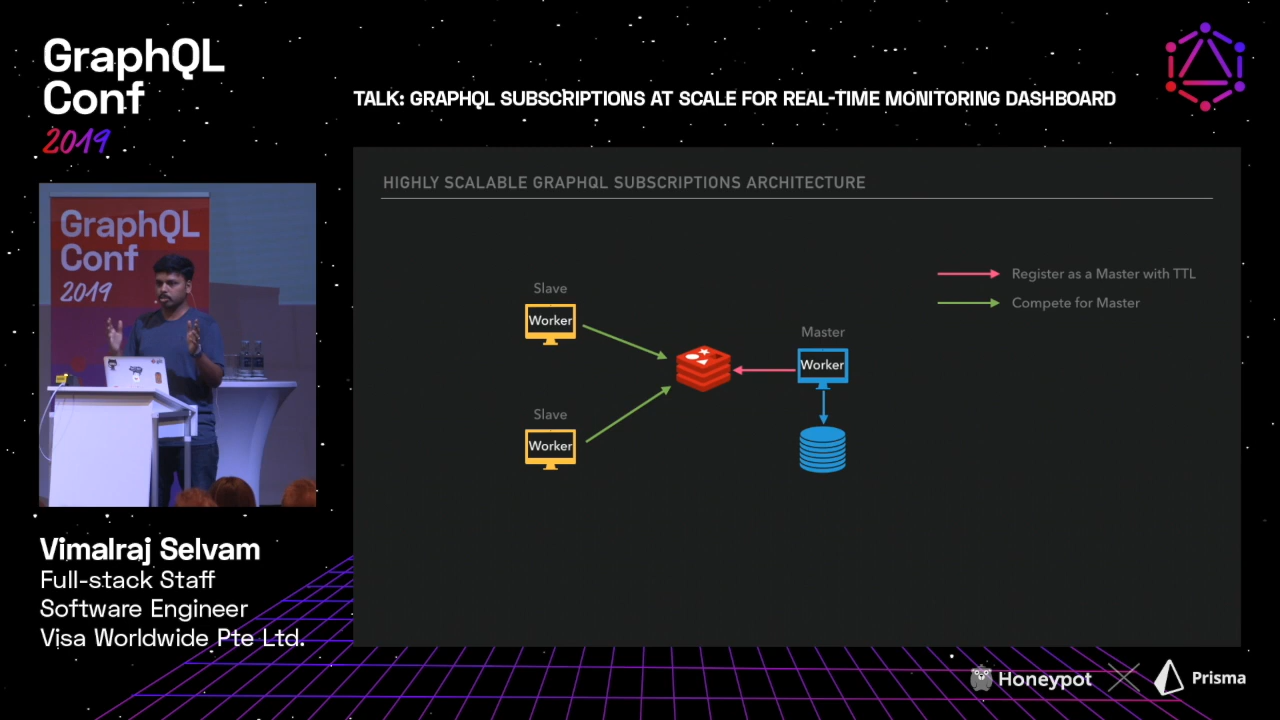 GraphQL
Conf
2019
TALK: GRAPHQL SUBSCRIPTIONS AT SCALE FOR REAL-TIME MONITORING DASHBOARD
GraphQL
Conf
2019
HIGHLY SCALABLE GRAPHQL SUBSCRIPTIONS ARCHITECTURE
Register as a Master with TTL
Compete for Master
Slave
Worker
Master
Worker
Slave
Worker
Vimalraj Selvam
Full-stack Staff
Software Engineer
Visa Worldwide Pte Ltd.
Honeypot
Prisma